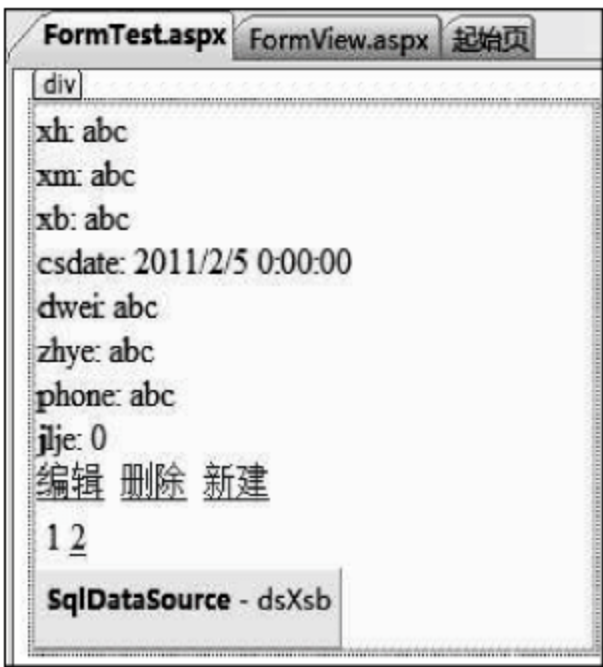 FormTest.aspx FormView.aspx 起始页
div
xh: abc
xm: abc
xb: abc
csdate: 2011/2/5 0:00:00
dwei: abc
zhye: abc
phone: abc
jlje: 0
编辑 删除 新建
1 2
SqlDataSource - dsXsb